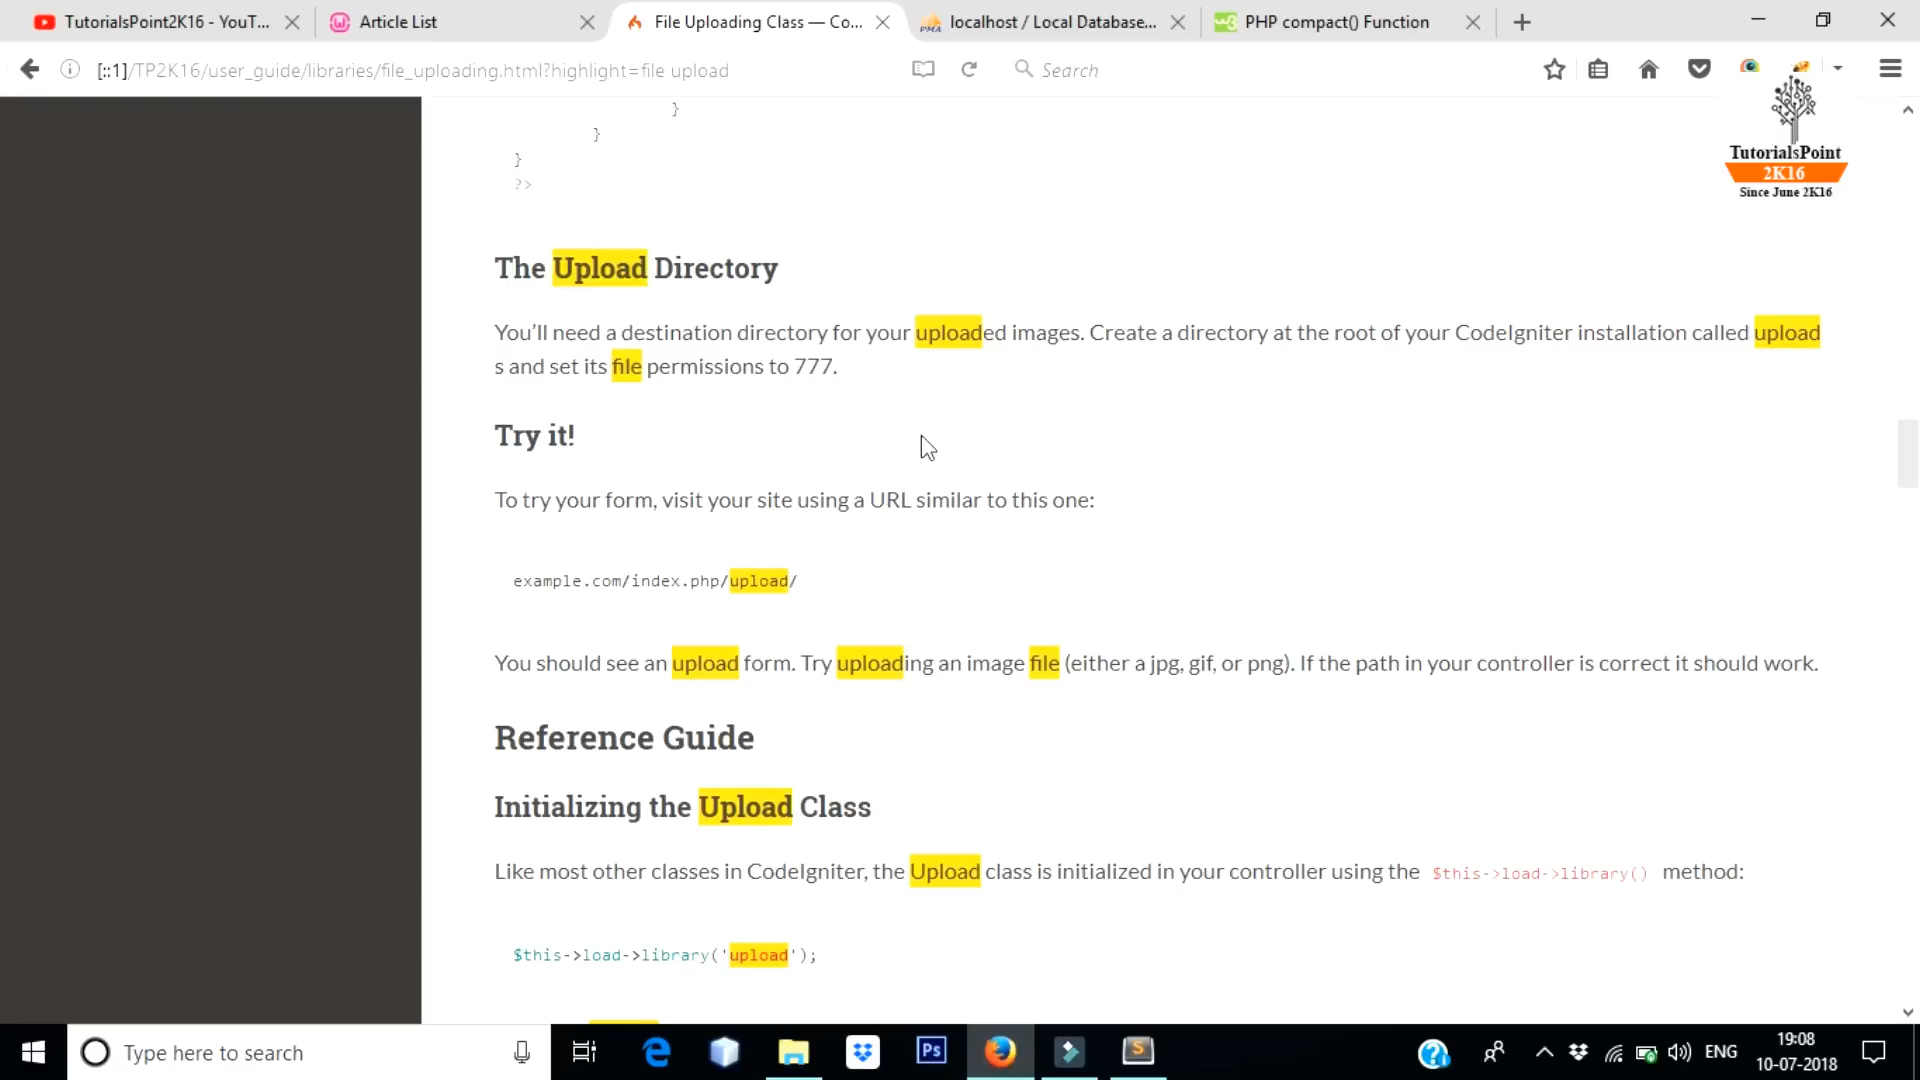 TutorialsPoint2K16 - YouT...
Article List
File Uploading Class — Co...
localhost / Local Database...
PHP compact() Function
[::1]/TP2K16/user_guide/libraries/file_uploading.html?highlight=file upload
Search
}
}
}
?>
TutorialsPoint
2K16
Since June 2K16
The Upload Directory
You’ll need a destination directory for your uploaded images. Create a directory at the root of your CodeIgniter installation called upload
s and set its file permissions to 777.
Try it!
To try your form, visit your site using a URL similar to this one:
example.com/index.php/upload/
You should see an upload form. Try uploading an image file (either a jpg, gif, or png). If the path in your controller is correct it should work.
Reference Guide
Initializing the Upload Class
Like most other classes in CodeIgniter, the Upload class is initialized in your controller using the $this->load->library() method:
$this->load->library('upload');
Type here to search
Ps
S
ENG
19:08
10-07-2018